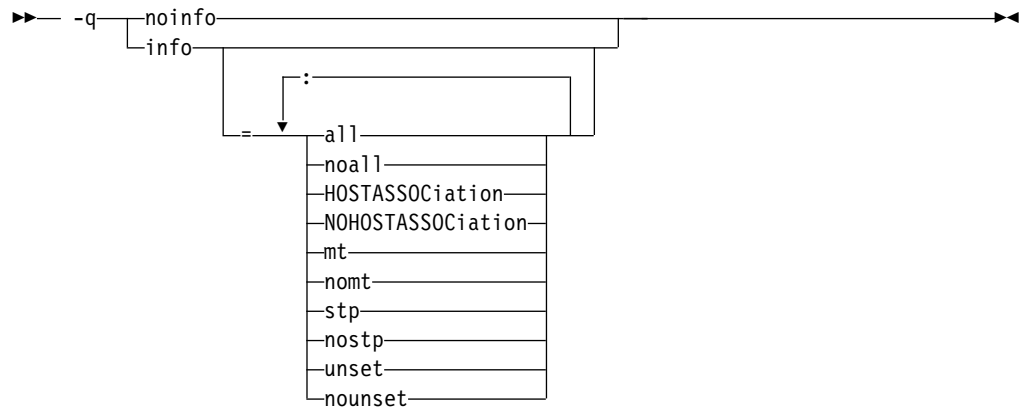 -q noinfo
info
:
= all
noall
HOSTASSOCiation
NOHOSTASSOCiation
mt
nomt
stp
nostp
unset
nounset